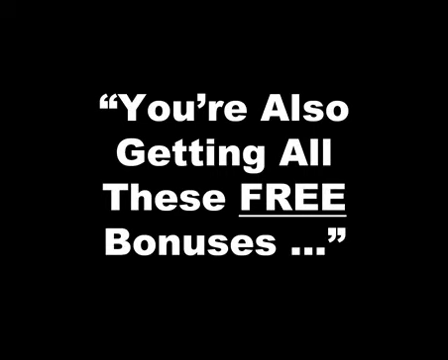 “You’re Also
Getting All
These FREE
Bonuses ...”